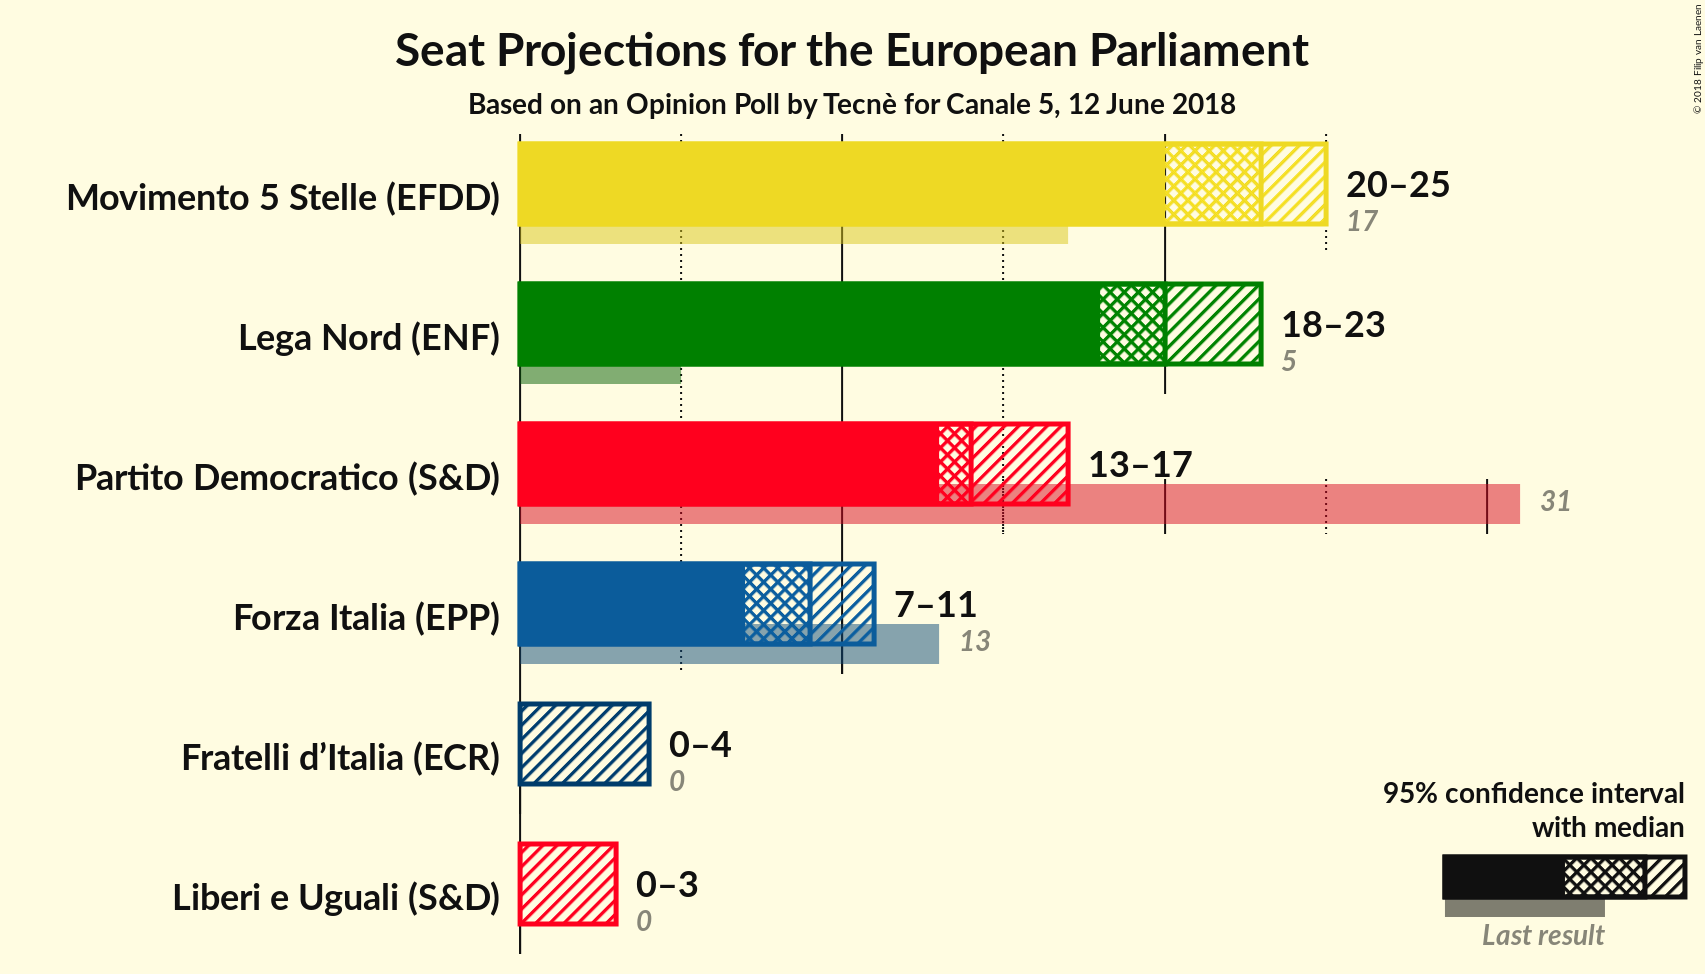 Seat Projections for the European Parliament
Based on an Opinion Poll by Tecnè for Canale 5, 12 June 2018
© 2018 Filip van Laenen
Movimento 5 Stelle (EFDD)
20–25
17
Lega Nord (ENF)
18–23
5
Partito Democratico (S&D)
13–17
31
Forza Italia (EPP)
7–11
13
Fratelli d’Italia (ECR)
0–4
0
Liberi e Uguali (S&D)
0–3
0
95% confidence interval
with median
Last result